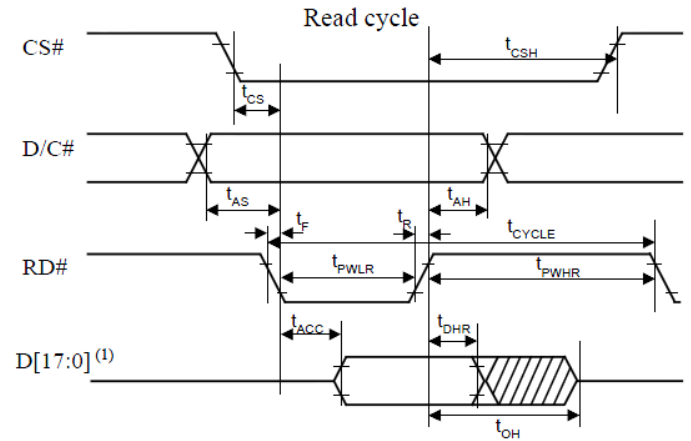 Read cycle
CS#
tCSH
tCS
D/C#
tAS
tAH
tF
tR
tCYCLE
RD#
tPWLR
tPWHR
tACC
tDHR
D[17:0] (1)
tOH